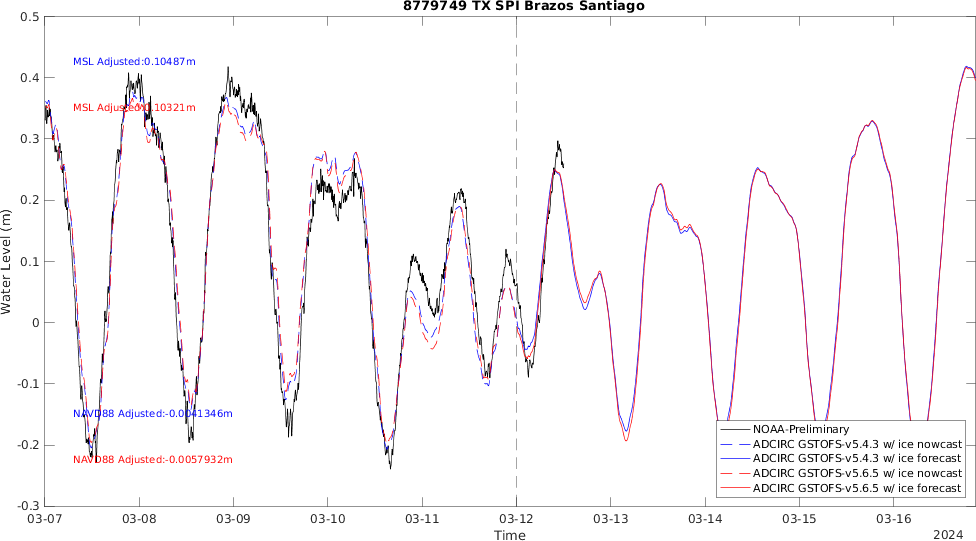 8779749 TX SPI Brazos Santiago
0.5
0.4
0.3
0.2
0.1
0
-0.1
-0.2
-0.3
Water Level (m)
MSL Adjusted:0.10487m
MSL Adjusted:0.10321m
NAVD88 Adjusted:-0.0041346m
NAVD88 Adjusted:-0.0057932m
NOAA-Preliminary
ADCIRC GSTOFS-v5.4.3 w/ ice nowcast
ADCIRC GSTOFS-v5.4.3 w/ ice forecast
ADCIRC GSTOFS-v5.6.5 w/ ice nowcast
ADCIRC GSTOFS-v5.6.5 w/ ice forecast
03-07 03-08 03-09 03-10 03-11 03-12 03-13 03-14 03-15 03-16
Time
2024